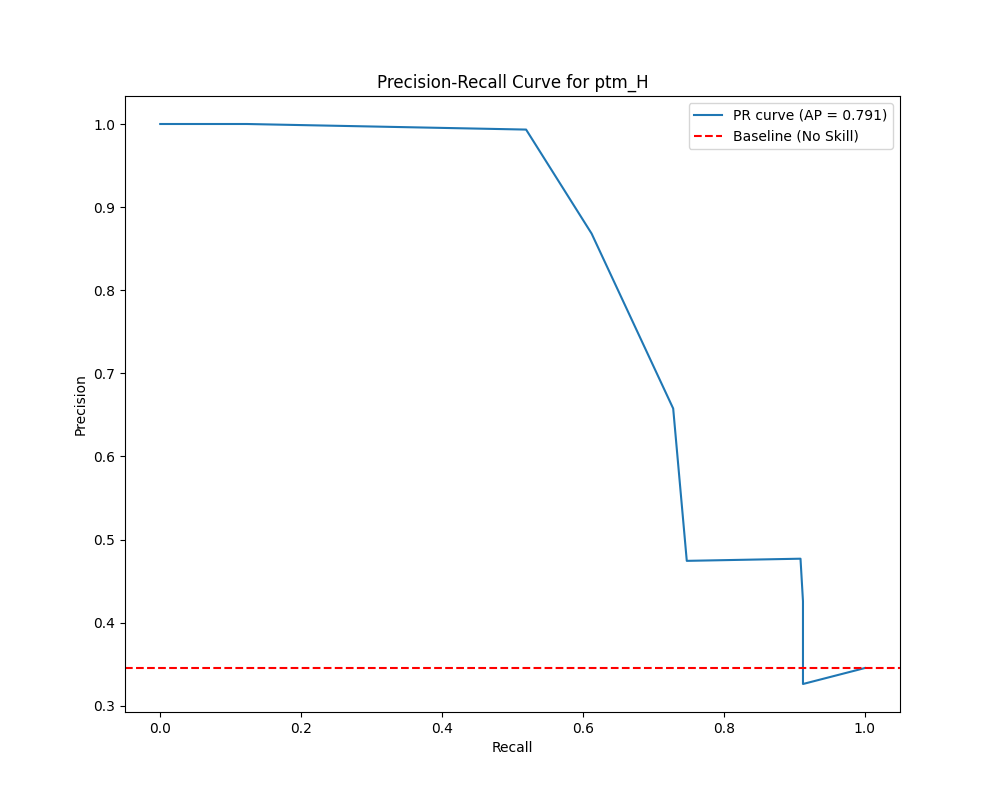 Precision-Recall Curve for ptm_H
PR curve (AP = 0.791)
Baseline (No Skill)
Precision
1.0
0.9
0.8
0.7
0.6
0.5
0.4
0.3
0.0 0.2 0.4 0.6 0.8 1.0
Recall